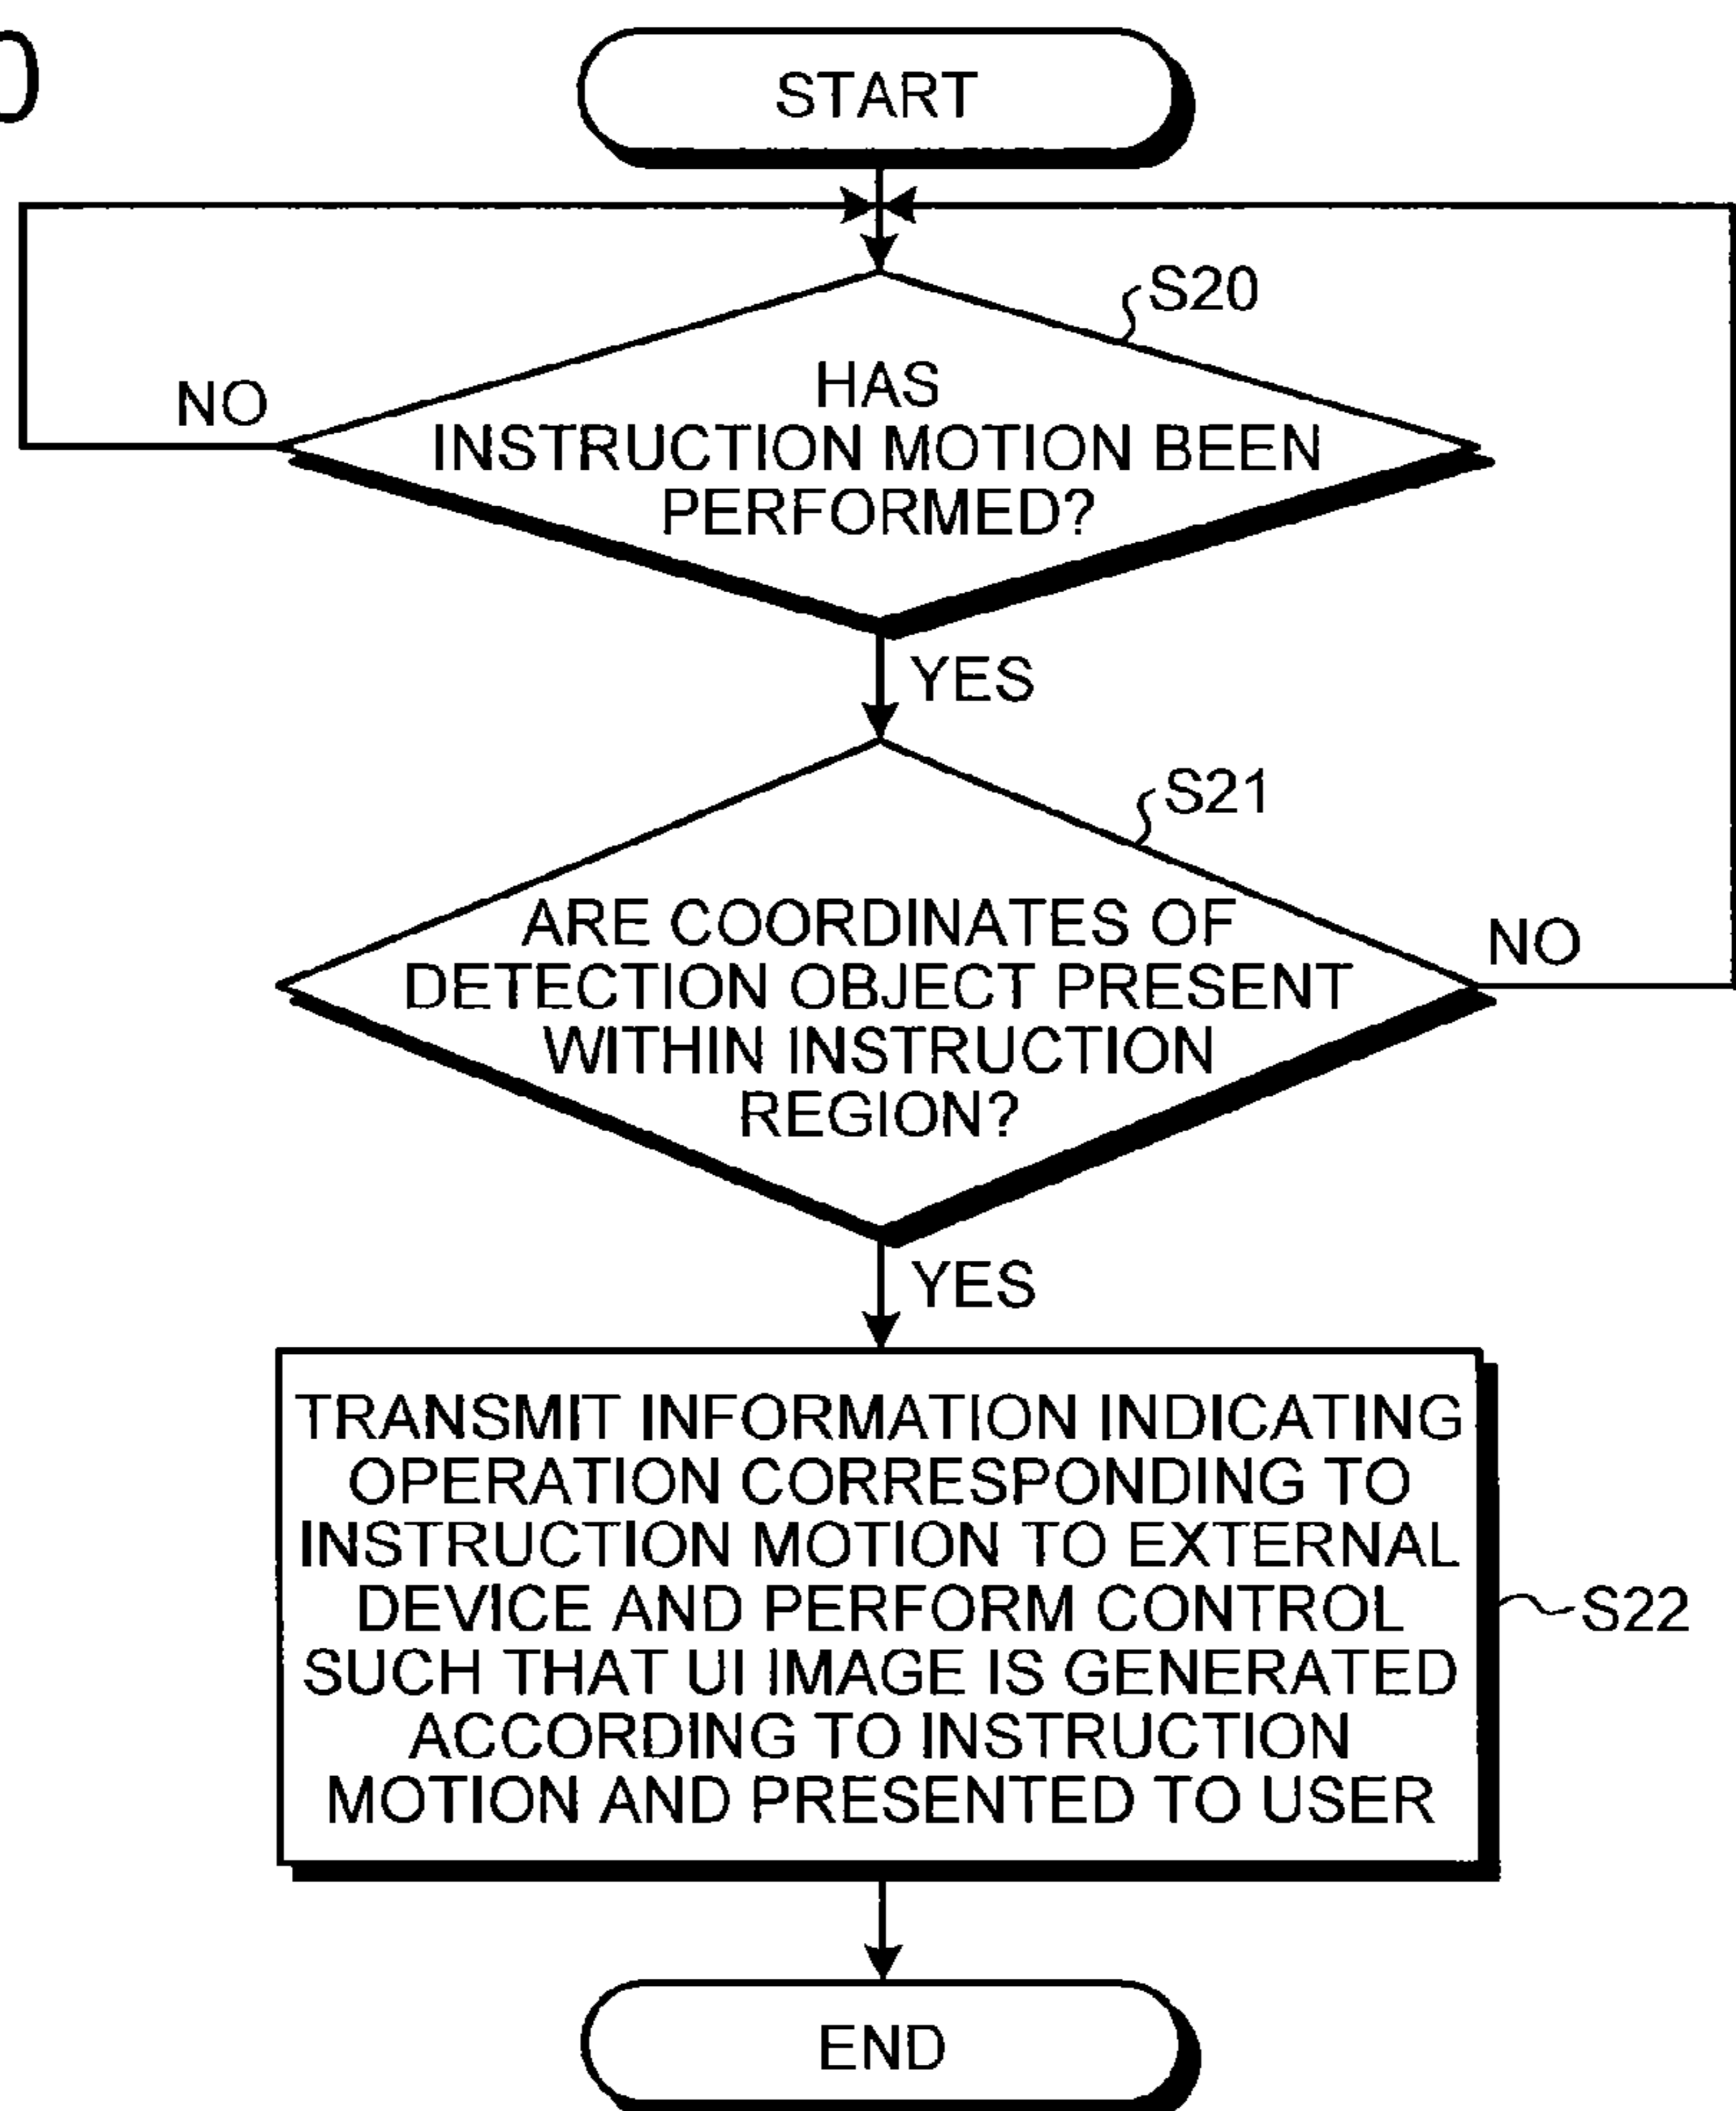 START
S20
HAS
INSTRUCTION MOTION BEEN
PERFORMED?
NO
YES
S21
ARE COORDINATES OF
DETECTION OBJECT PRESENT
WITHIN INSTRUCTION
REGION?
NO
YES
TRANSMIT INFORMATION INDICATING
OPERATION CORRESPONDING TO
INSTRUCTION MOTION TO EXTERNAL
DEVICE AND PERFORM CONTROL
SUCH THAT UI IMAGE IS GENERATED
ACCORDING TO INSTRUCTION
MOTION AND PRESENTED TO USER
S22
END